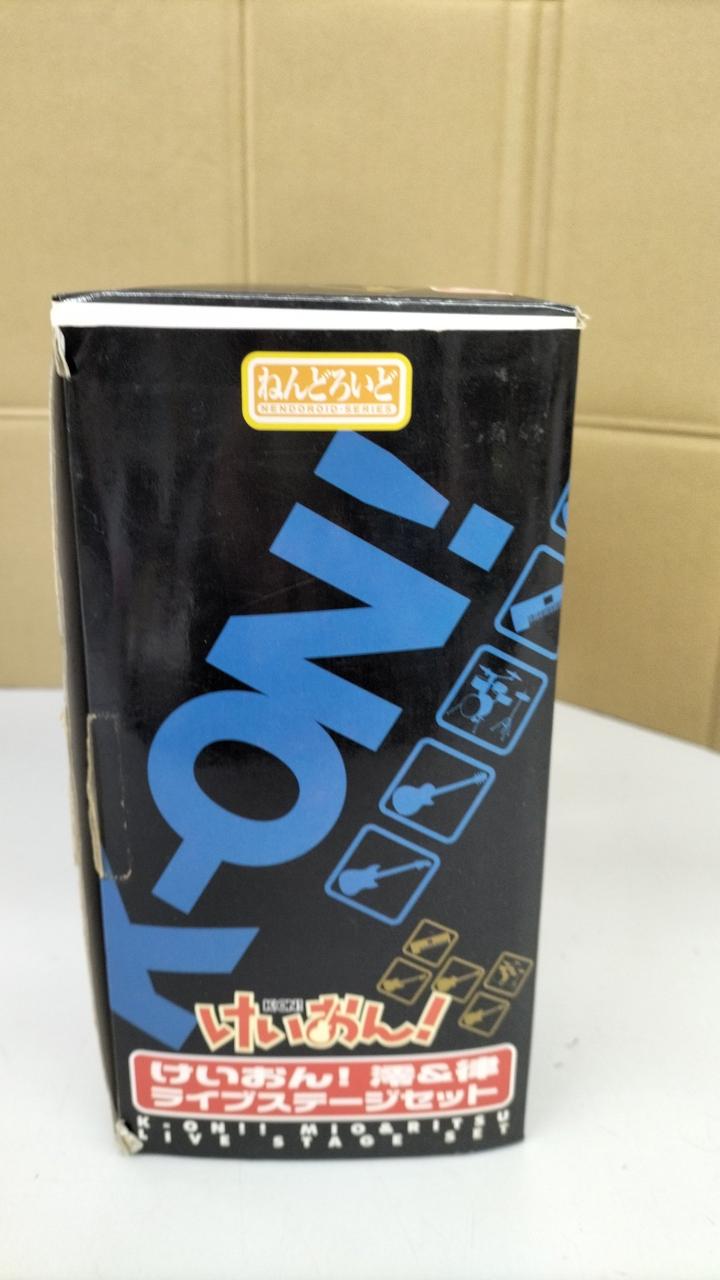 ねんどろいど
NENDOROID SERIES
K-ON!
K-ON!
けいおん!
けいおん! 澪&律
ライブステージセット
K-ON!! MIO&RITSU
LIVE STAGE SET